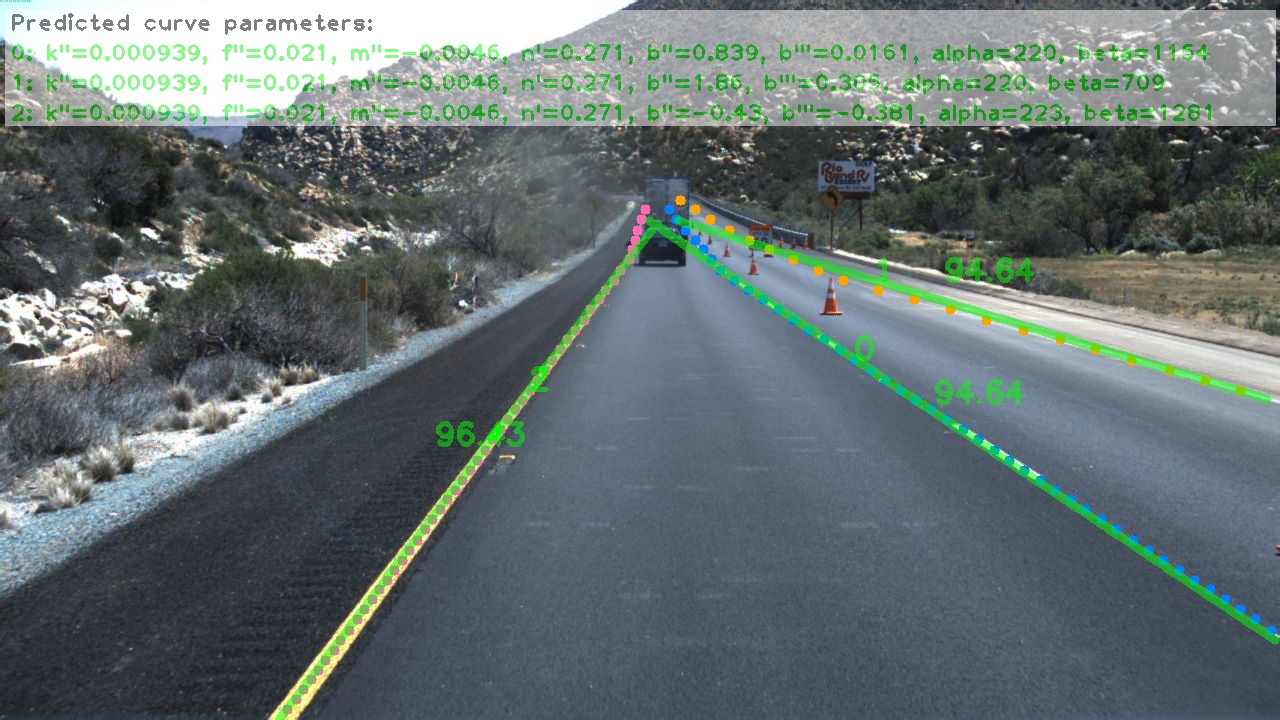 Predicted curve parameters:
0: k"=0.000939, f"=0.021, m"=-0.0046, n'=0.271, b"=0.839, b'''=0.0161, alpha=220, beta=1154
1: k"=0.000939, f"=0.021, m"=-0.0046, n'=0.271, b"=1.86, b'''=0.305, alpha=220, beta=709
2: k"=0.000939, f"=0.021, m"=-0.0046, n'=0.271, b"=-0.43, b'''=-0.381, alpha=223, beta=1281
Rio
Bend RV
1 94.64
0
94.64
2
96.43